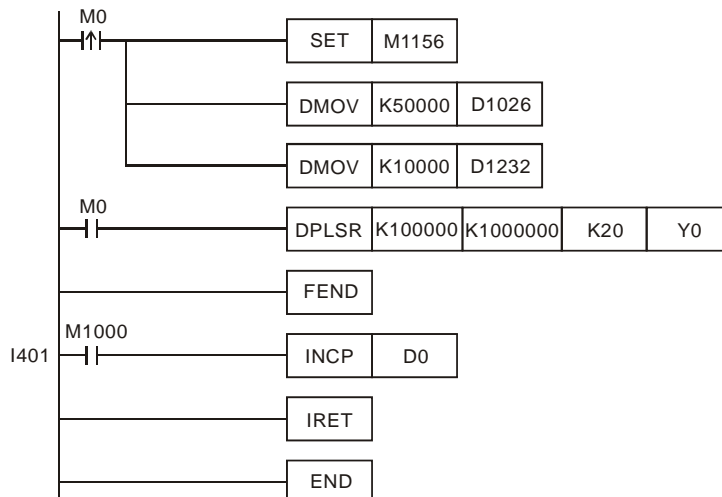 M0
SET M1156
DMOV K50000 D1026
DMOV K10000 D1232
M0
DPLSR K100000 K1000000 K20 Y0
FEND
M1000
I401 INCP D0
IRET
END